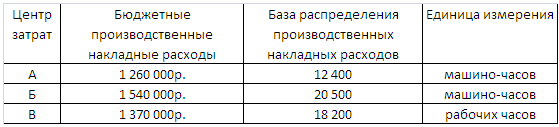 Центр затрат
Бюджетные производственные накладные расходы
База распределения производственных накладных расходов
Единица измерения
А 1 260 000р. 12 400 машино-часов
Б 1 540 000р. 20 500 машино-часов
В 1 370 000р. 18 200 рабочих часов